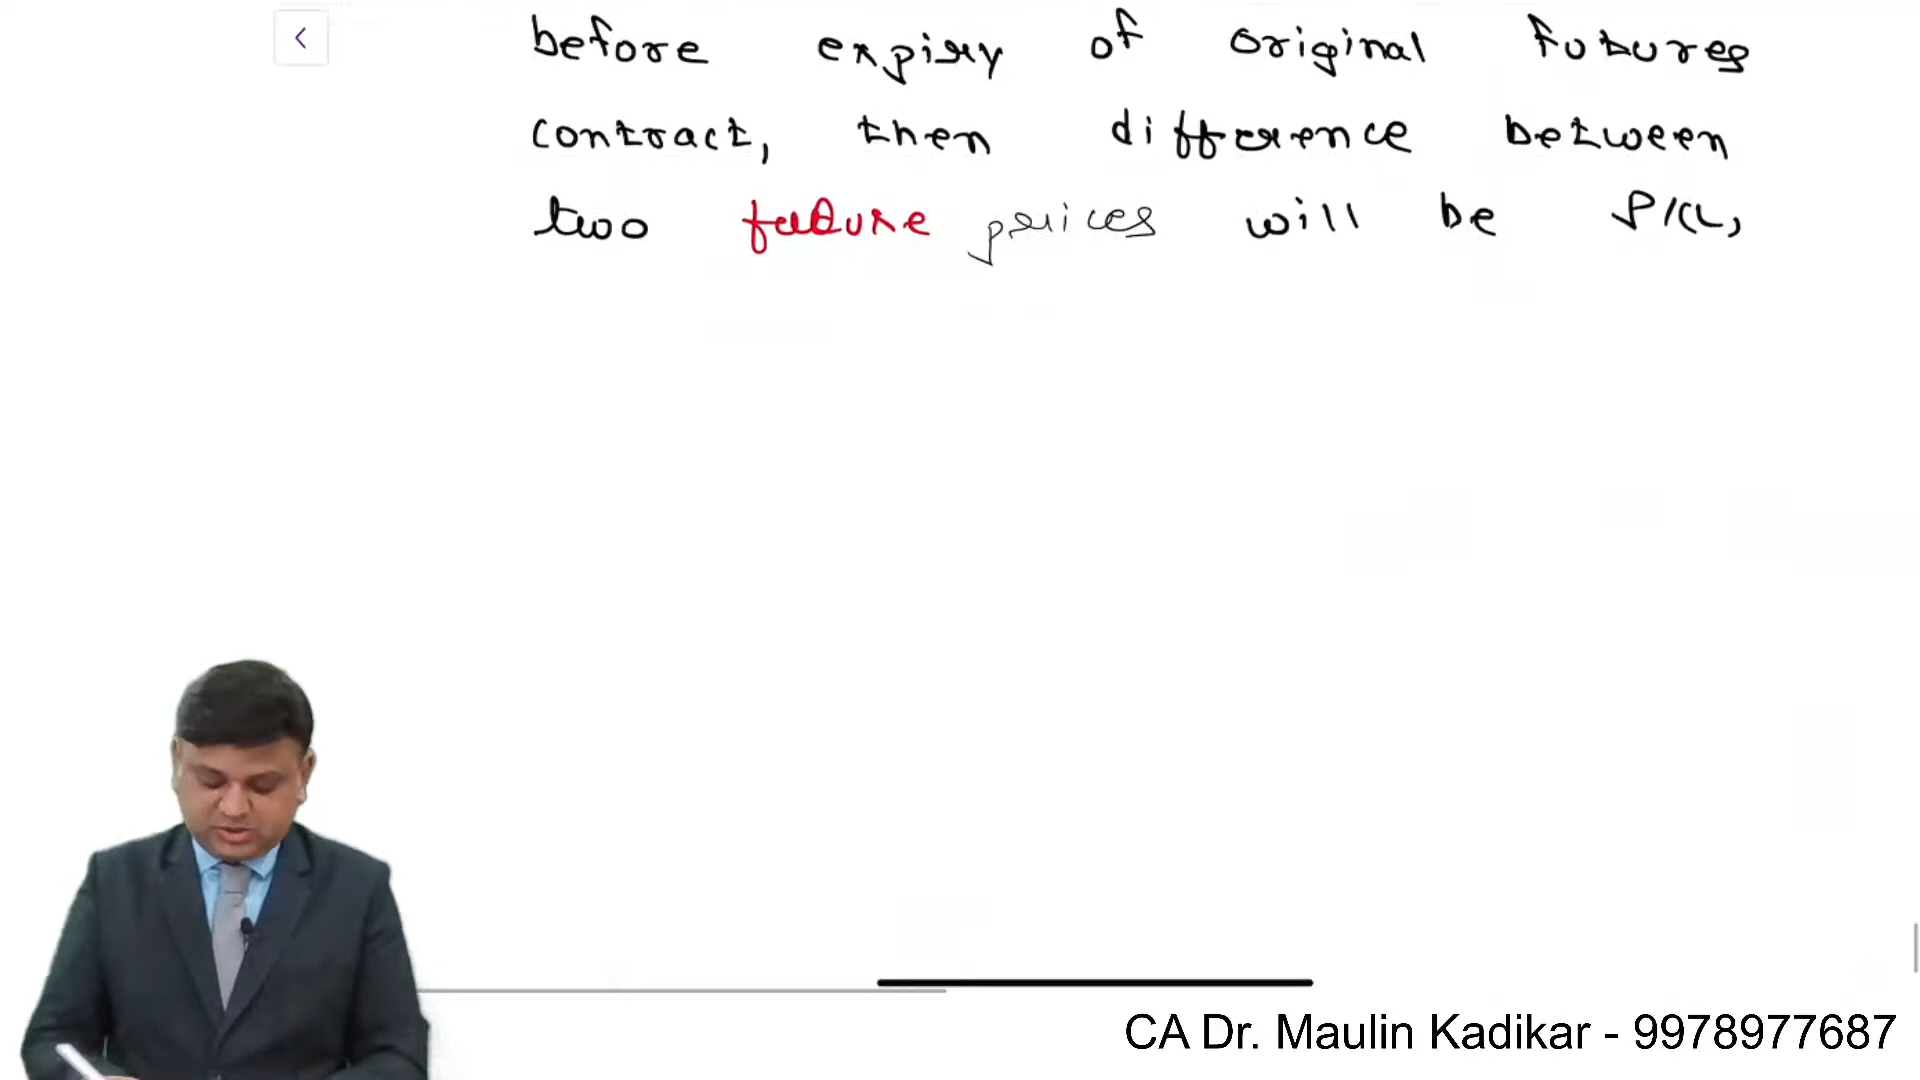 before expiry of original futures
contract, then difference between
two future prices will be P/(L),
CA Dr. Maulin Kadikar - 9978977687